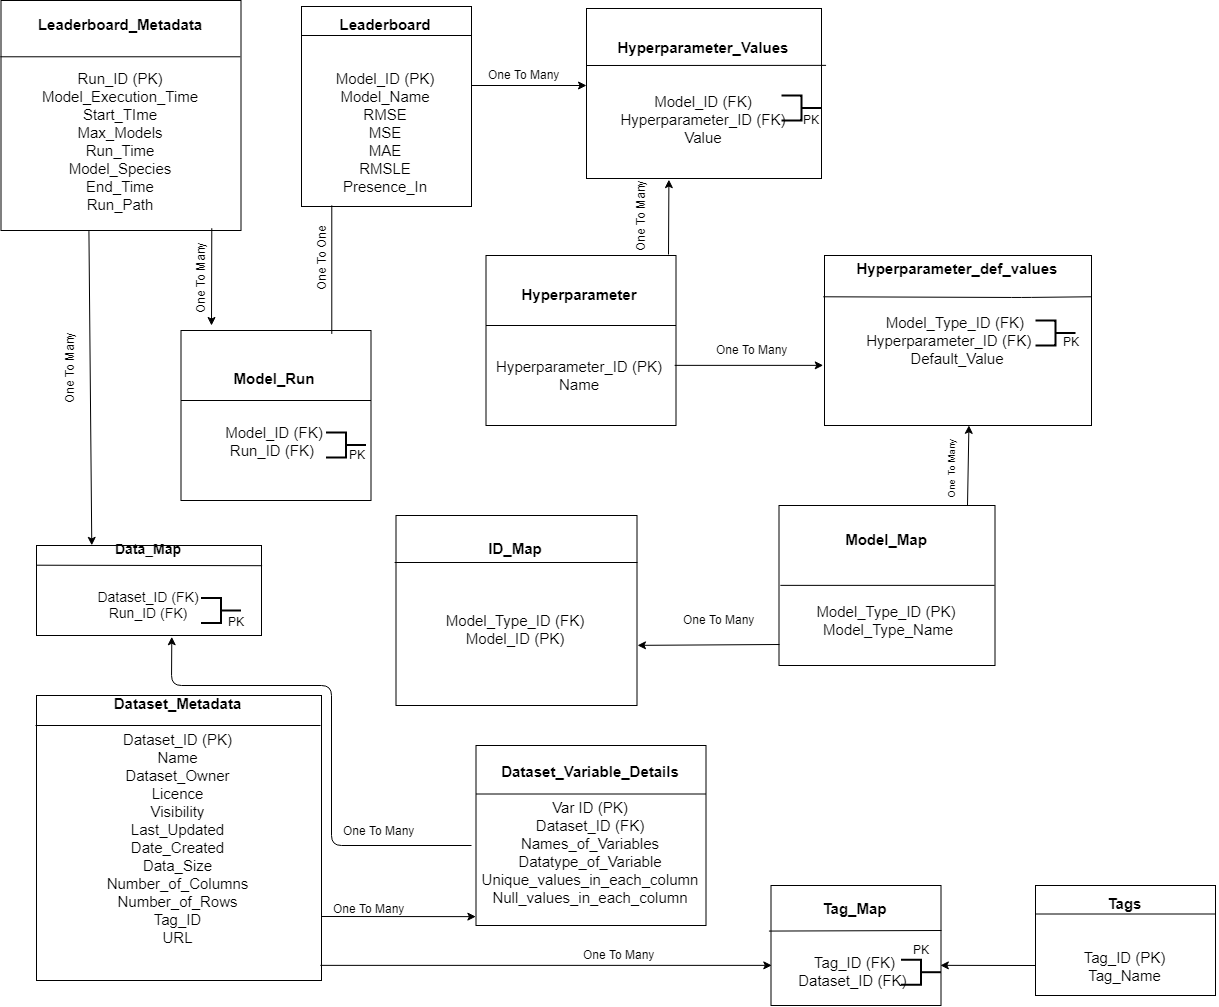 Leaderboard_Metadata
Run_ID (PK)
Model_Execution_Time
Start_TIme
Max_Models
Run_Time
Model_Species
End_Time
Run_Path
Leaderboard
Model_ID (PK)
Model_Name
RMSE
MSE
MAE
RMSLE
Presence_In
One To Many
Hyperparameter_Values
Model_ID (FK)
Hyperparameter_ID (FK)
PK
Value
One To Many
One To One
One To Many
One To Many
Hyperparameter
Hyperparameter_ID (PK)
Name
One To Many
Hyperparameter_def_values
Model_Type_ID (FK)
Hyperparameter_ID (FK)
PK
Default_Value
Model_Run
Model_ID (FK)
Run_ID (FK)
PK
One To Many
ID_Map
Model_Type_ID (FK)
Model_ID (PK)
One To Many
Model_Map
Model_Type_ID (PK)
Model_Type_Name
Data_Map
Dataset_ID (FK)
Run_ID (FK)
PK
Dataset_Metadata
Dataset_ID (PK)
Name
Dataset_Owner
Licence
Visibility
Last_Updated
Date_Created
Data_Size
Number_of_Columns
Number_of_Rows
Tag_ID
URL
One To Many
One To Many
Dataset_Variable_Details
Var ID (PK)
Dataset_ID (FK)
Names_of_Variables
Datatype_of_Variable
Unique_values_in_each_column
Null_values_in_each_column
One To Many
Tag_Map
PK
Tag_ID (FK)
Dataset_ID (FK)
Tags
Tag_ID (PK)
Tag_Name